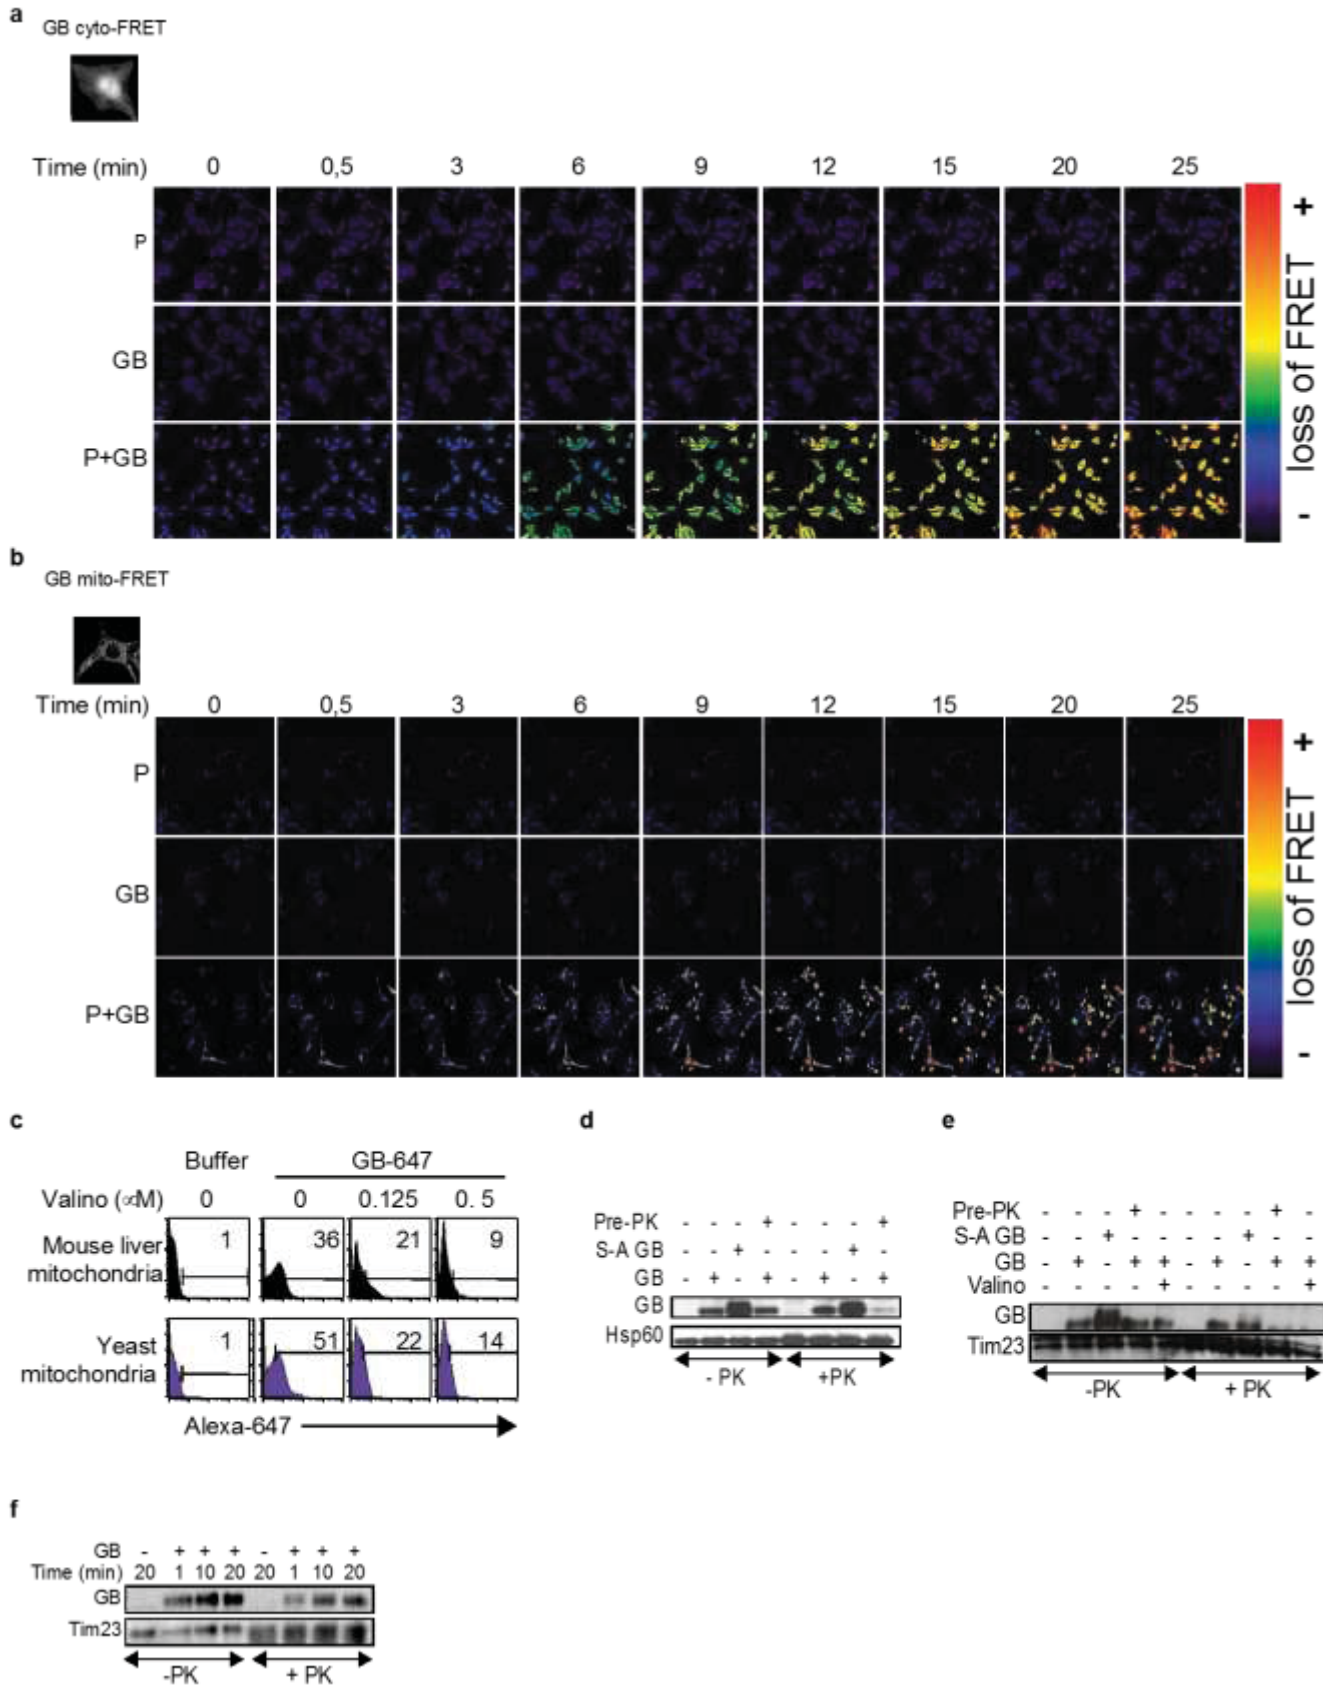 a
GB cyto-FRET
Time (min) 0 0,5 3 6 9 12 15 20 25
P
GB
P+GB
+
loss of FRET
-
b
GB mito-FRET
Time (min) 0 0,5 3 6 9 12 15 20 25
P
GB
P+GB
+
loss of FRET
-
c
Buffer GB-647
Valino (∝M) 0 0 0.125 0. 5
Mouse liver mitochondria 1 36 21 9
Yeast mitochondria 1 51 22 14
Alexa-647
d
Pre-PK - - - + - - - +
S-A GB - - + - - - + -
GB - + - + - + - +
GB
Hsp60
- PK +PK
e
Pre-PK - - - + - - - - + -
S-A GB - - + - - - - + - -
GB - + - + + - + - + +
Valino - - - - + - - - - +
GB
Tim23
-PK + PK
f
GB - + + + - + + +
Time (min) 20 1 10 20 20 1 10 20
GB
Tim23
-PK + PK